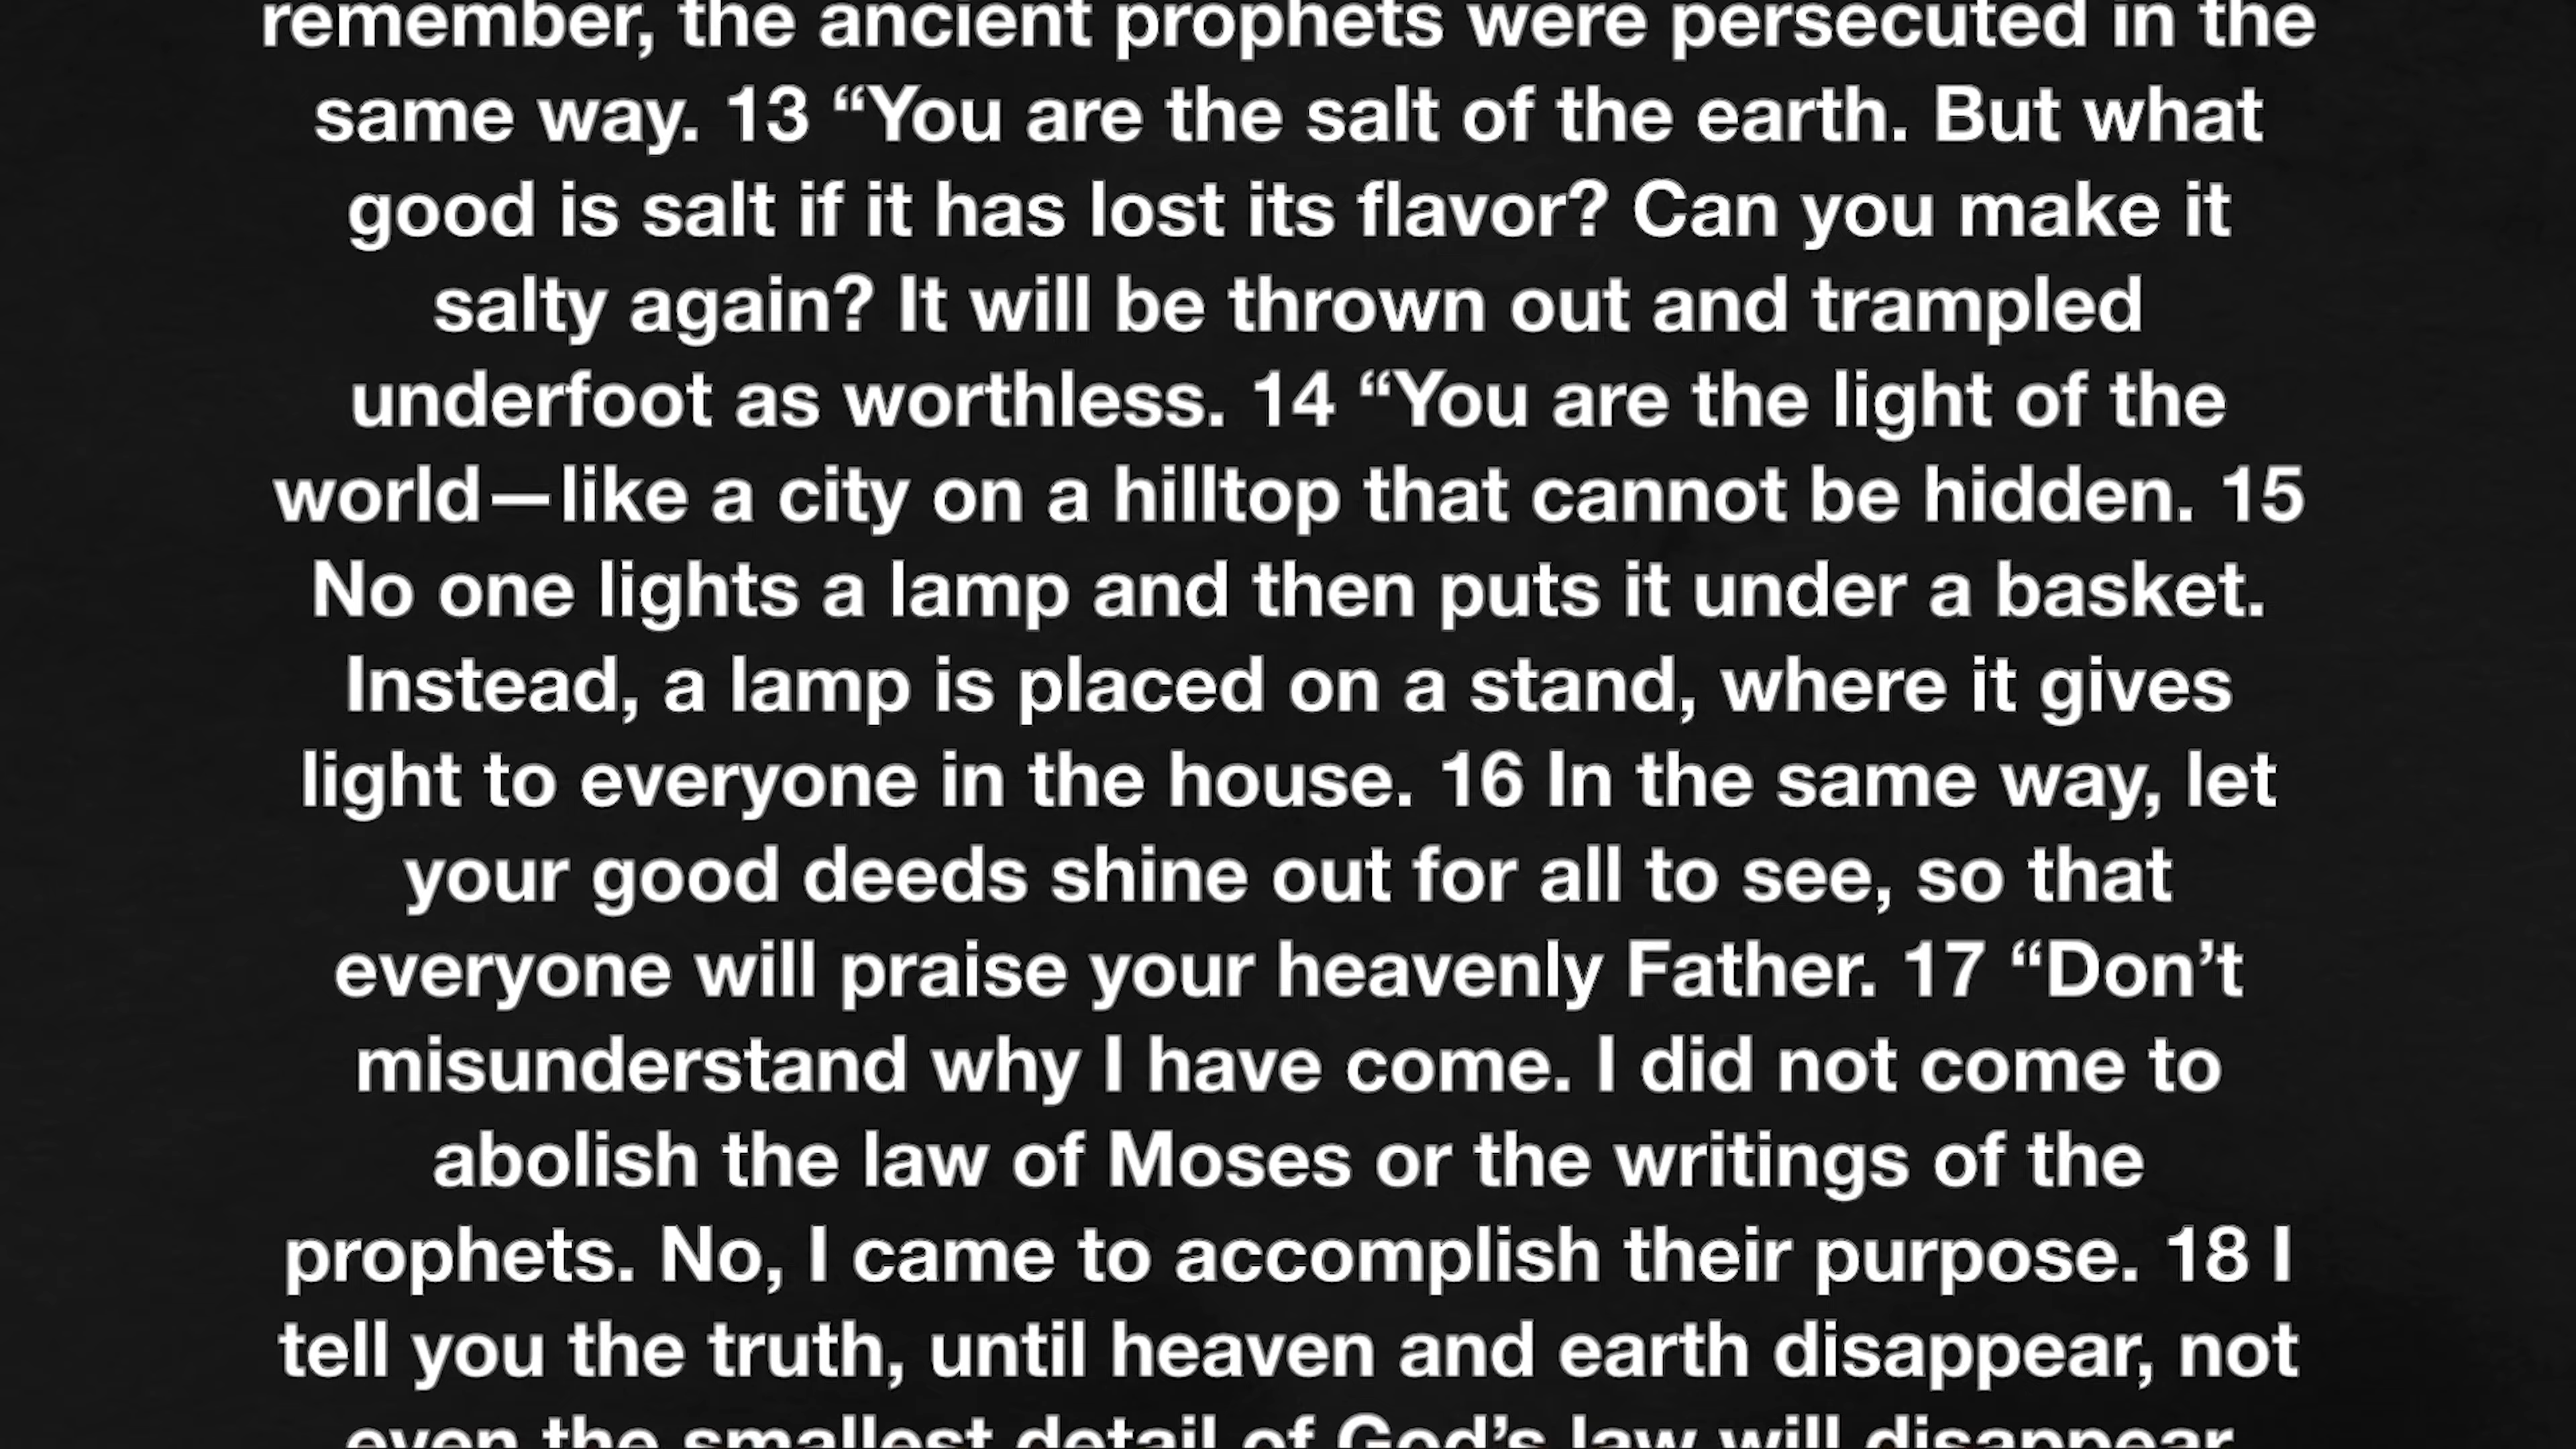 remember, the ancient prophets were persecuted in the
same way. 13 “You are the salt of the earth. But what
good is salt if it has lost its flavor? Can you make it
salty again? It will be thrown out and trampled
underfoot as worthless. 14 “You are the light of the
world—like a city on a hilltop that cannot be hidden. 15
No one lights a lamp and then puts it under a basket.
Instead, a lamp is placed on a stand, where it gives
light to everyone in the house. 16 In the same way, let
your good deeds shine out for all to see, so that
everyone will praise your heavenly Father. 17 “Don’t
misunderstand why I have come. I did not come to
abolish the law of Moses or the writings of the
prophets. No, I came to accomplish their purpose. 18 I
tell you the truth, until heaven and earth disappear, not
even the smallest detail of God’s law will disappear